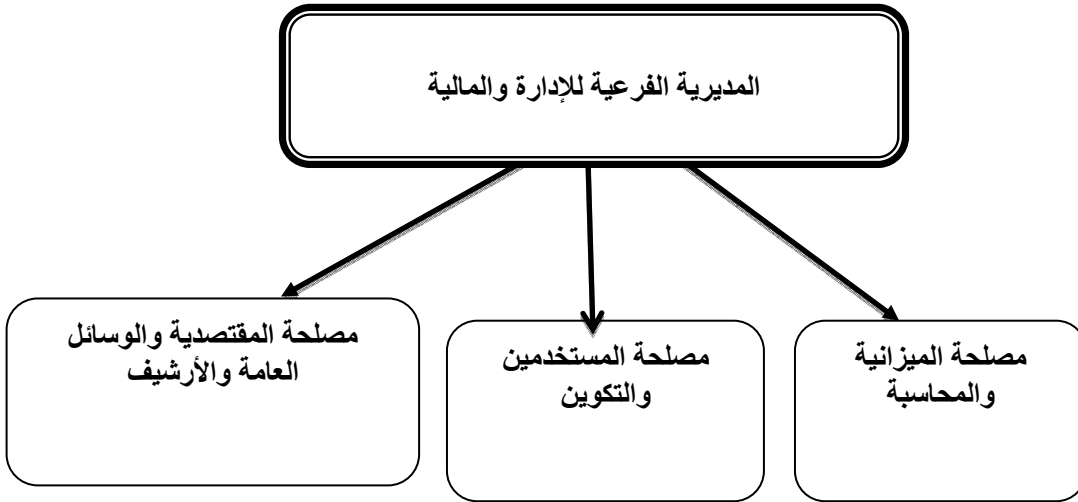 المديرية الفرعية للإدارة والمالية
مصلحة الميزانية
والمحاسبة
مصلحة المستخدمين
والتكوين
مصلحة المقتصدية والوسائل
العامة والأرشيف